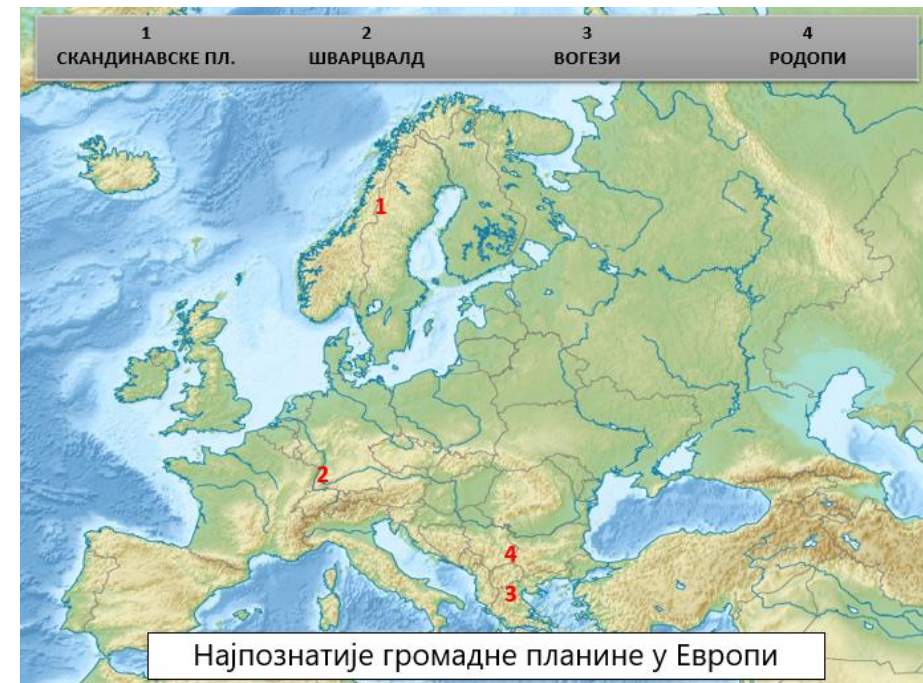 1 2 3 4
СКАНДИНАВСКЕ ПЛ. ШВАРЦВАЛД ВОГЕЗИ РОДОПИ
1
2
4
3
Најпознатије громадне планине у Европи